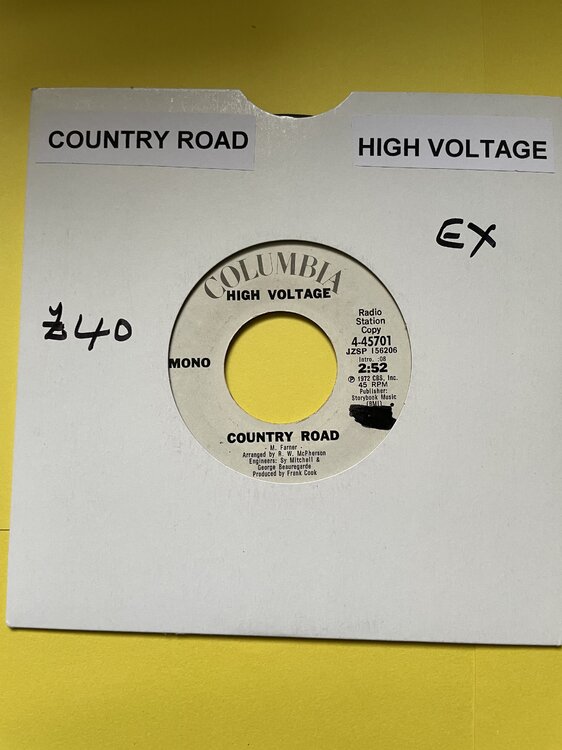 COUNTRY ROAD
HIGH VOLTAGE
EX
£40
COLUMBIA
HIGH VOLTAGE
Radio
Station
Copy
4-45701
JZSP 156206
Intro. :08
2:52
℗ 1972 CBS, Inc.
45 RPM
Publisher:
Storybook Music
(BMI)
MONO
COUNTRY ROAD
- M. Farner -
Arranged by R. W. McPherson
Engineers: Sy Mitchell &
George Beauregarde
Produced by Frank Cook